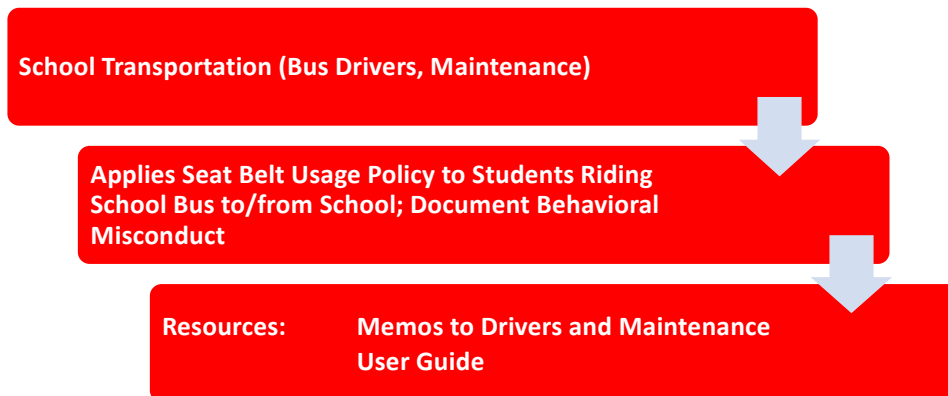 School Transportation (Bus Drivers, Maintenance)
Applies Seat Belt Usage Policy to Students Riding
School Bus to/from School; Document Behavioral
Misconduct
Resources: Memos to Drivers and Maintenance
User Guide